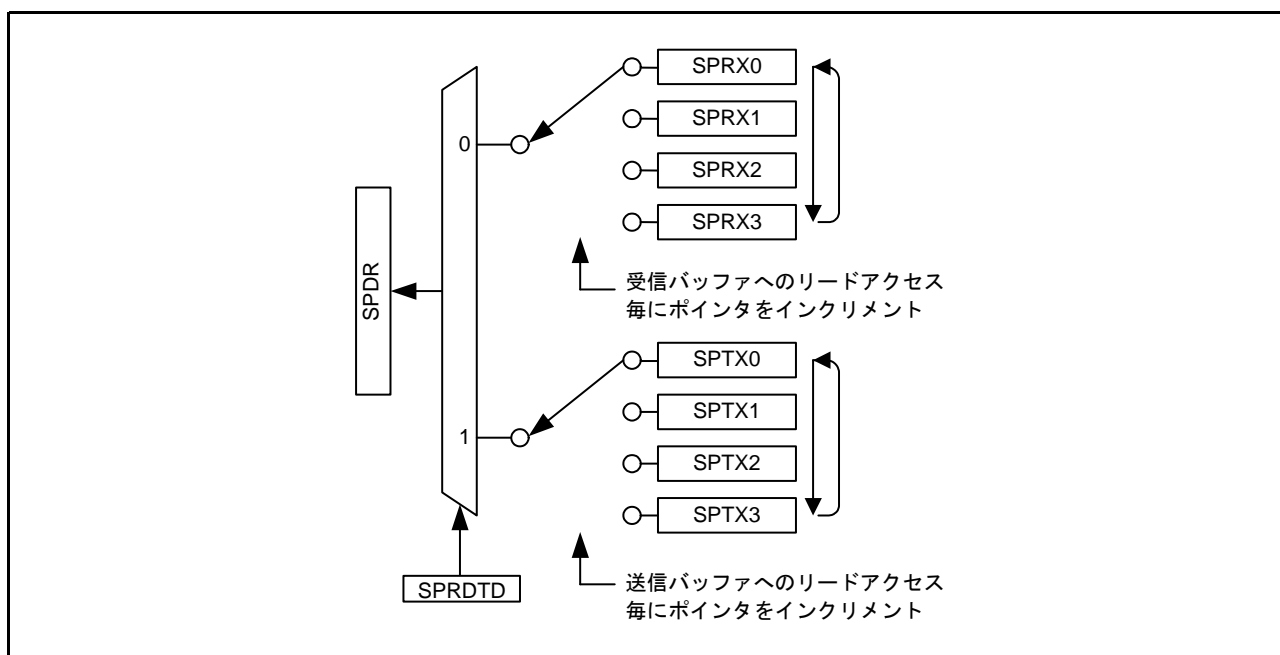 SPRX0
SPRX1
0
SPRX2
SPRX3
SPDR
受信バッファへのリードアクセス
毎にポインタをインクリメント
SPTX0
SPTX1
1
SPTX2
SPTX3
SPRDTD
送信バッファへのリードアクセス
毎にポインタをインクリメント